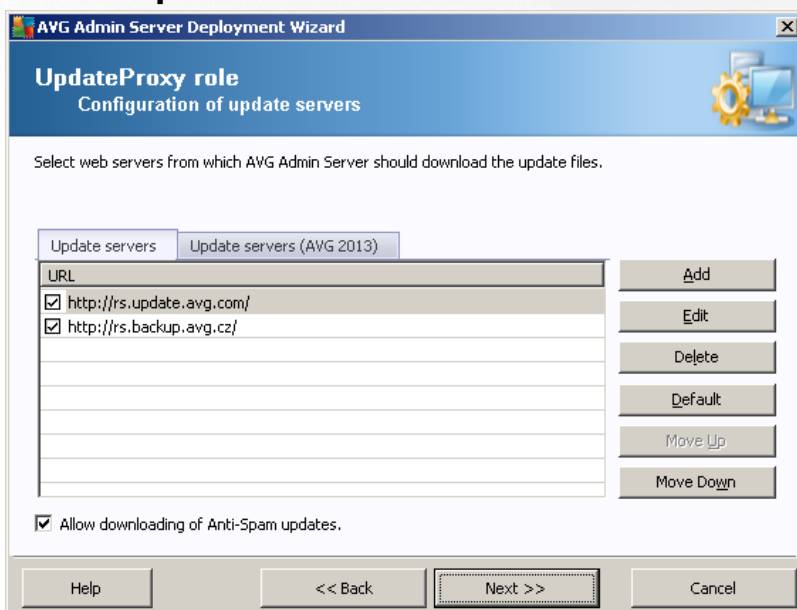 AVG Admin Server Deployment Wizard
UpdateProxy role
Configuration of update servers
Select web servers from which AVG Admin Server should download the update files.
Update servers
Update servers (AVG 2013)
URL
http://rs.update.avg.com/
http://rs.backup.avg.cz/
Add
Edit
Delete
Default
Move Up
Move Down
Allow downloading of Anti-Spam updates.
Help
<< Back
Next >>
Cancel